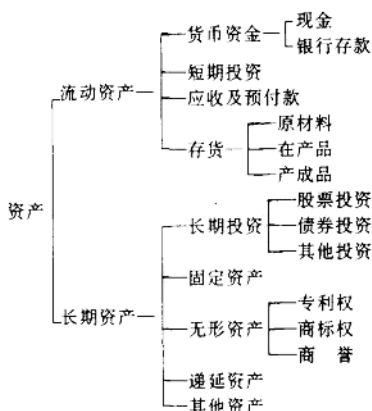 现金
货币资金
银行存款
短期投资
流动资产
应收及预付款
原材料
存货
在产品
产成品
资产
股票投资
长期投资
债券投资
其他投资
固定资产
长期资产
专利权
无形资产
商标权
商 誉
递延资产
其他资产